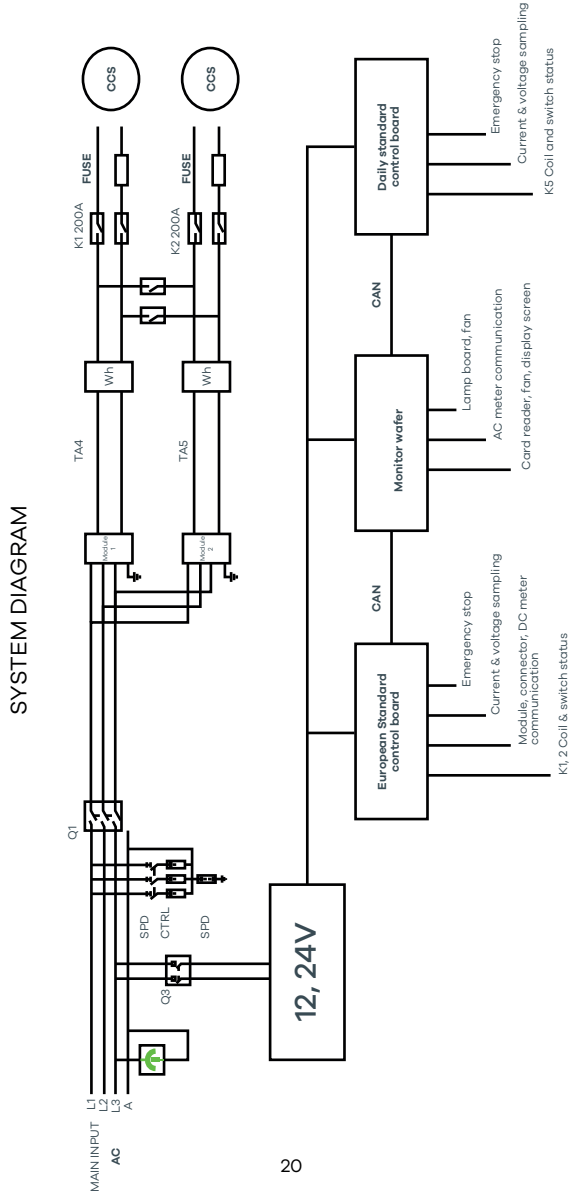 SYSTEM DIAGRAM
MAIN INPUT
AC
L1
L2
L3
A
Q1
SPD
CTRL
SPD
Q3
Module
1
Module
2
TA4
TA5
Wh
Wh
K1 200A
K2 200A
FUSE
FUSE
CCS
CCS
12, 24V
European Standard
control board
CAN
Monitor wafer
CAN
Daily standard
control board
Emergency stop
Current & voltage sampling
Module, connector, DC meter
communication
K1, 2 Coil & switch status
Lamp board, fan
AC meter communication
Card reader, fan, display screen
Emergency stop
Current & voltage sampling
K5 Coil and switch status
20